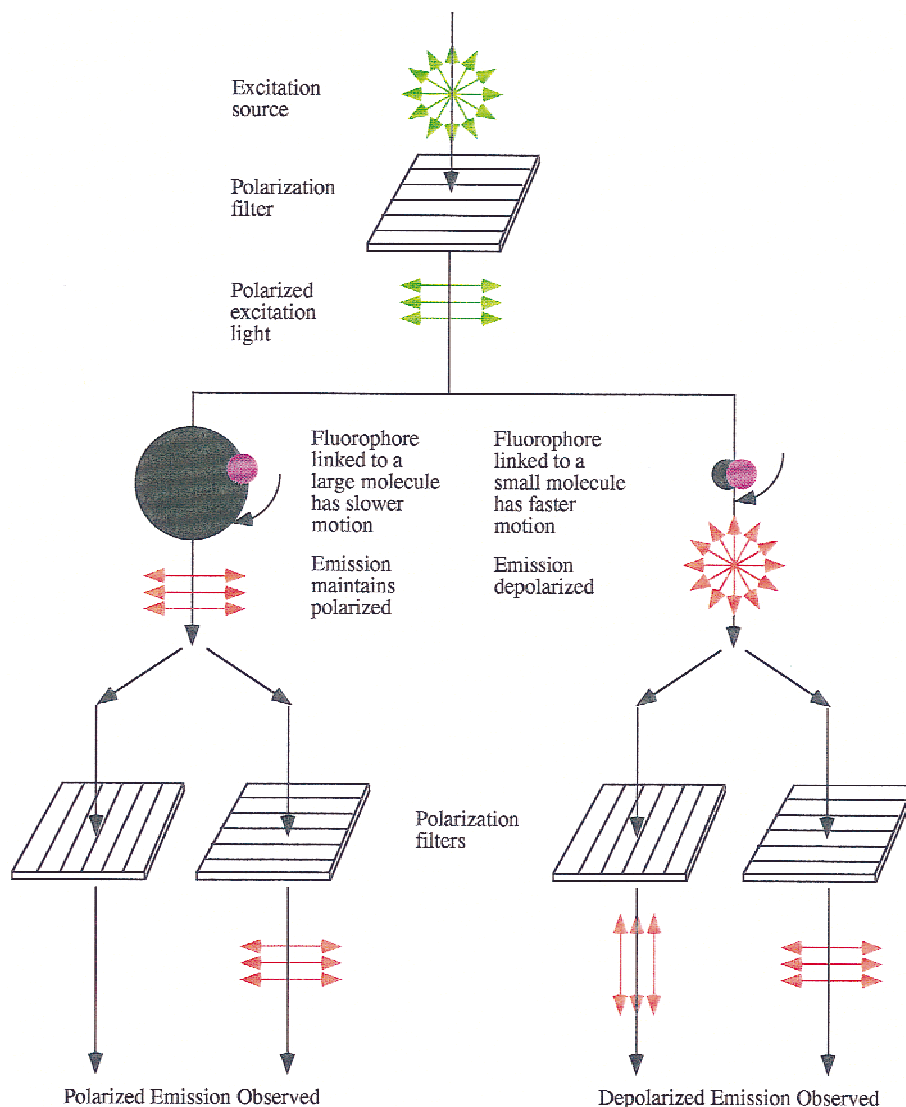 Excitation
source
Polarization
filter
Polarized
excitation
light
Fluorophore
linked to a
large molecule
has slower
motion
Fluorophore
linked to a
small molecule
has faster
motion
Emission
maintains
polarized
Emission
depolarized
Polarization
filters
Polarized Emission Observed
Depolarized Emission Observed